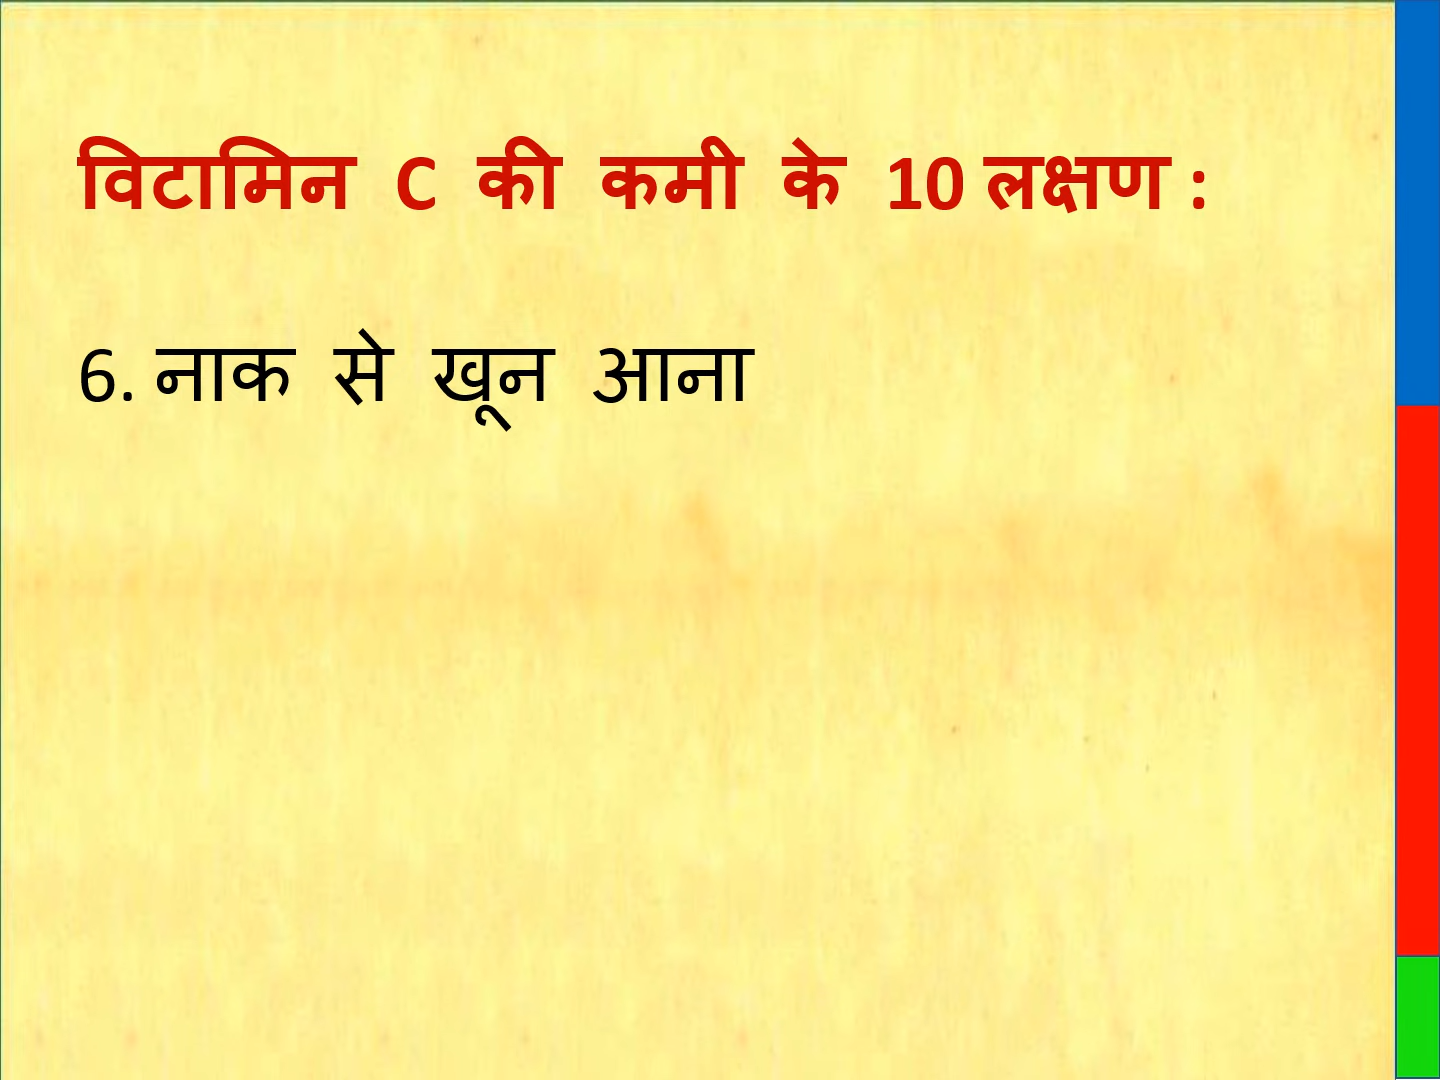 विटामिन C की कमी के 10 लक्षण :
6. नाक से खून आना